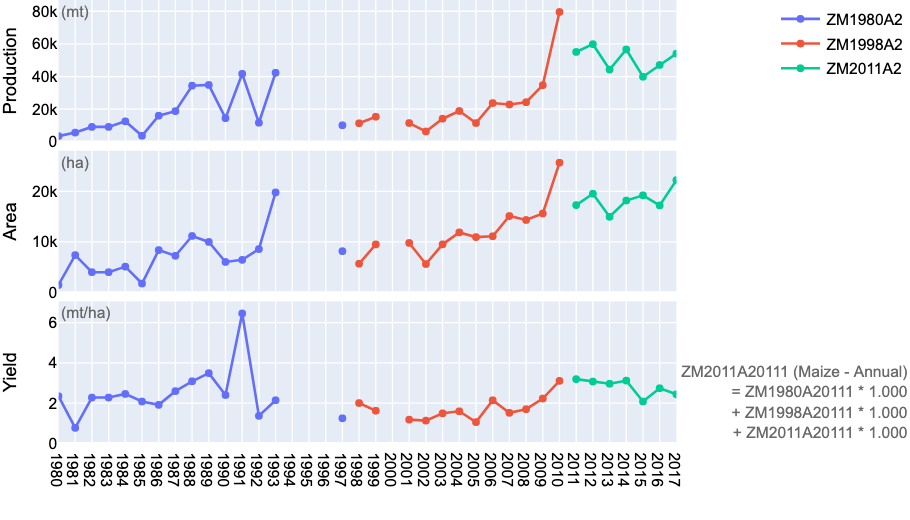 80k (mt)
60k
40k
20k
0
Production
ZM1980A2
ZM1998A2
ZM2011A2
(ha)
20k
10k
0
Area
(mt/ha)
6
4
2
0
Yield
ZM2011A20111 (Maize - Annual)
= ZM1980A20111 * 1.000
+ ZM1998A20111 * 1.000
+ ZM2011A20111 * 1.000
1980
1981
1982
1983
1984
1985
1986
1987
1988
1989
1990
1991
1992
1993
1994
1995
1996
1997
1998
1999
2000
2001
2002
2003
2004
2005
2006
2007
2008
2009
2010
2011
2012
2013
2014
2015
2016
2017